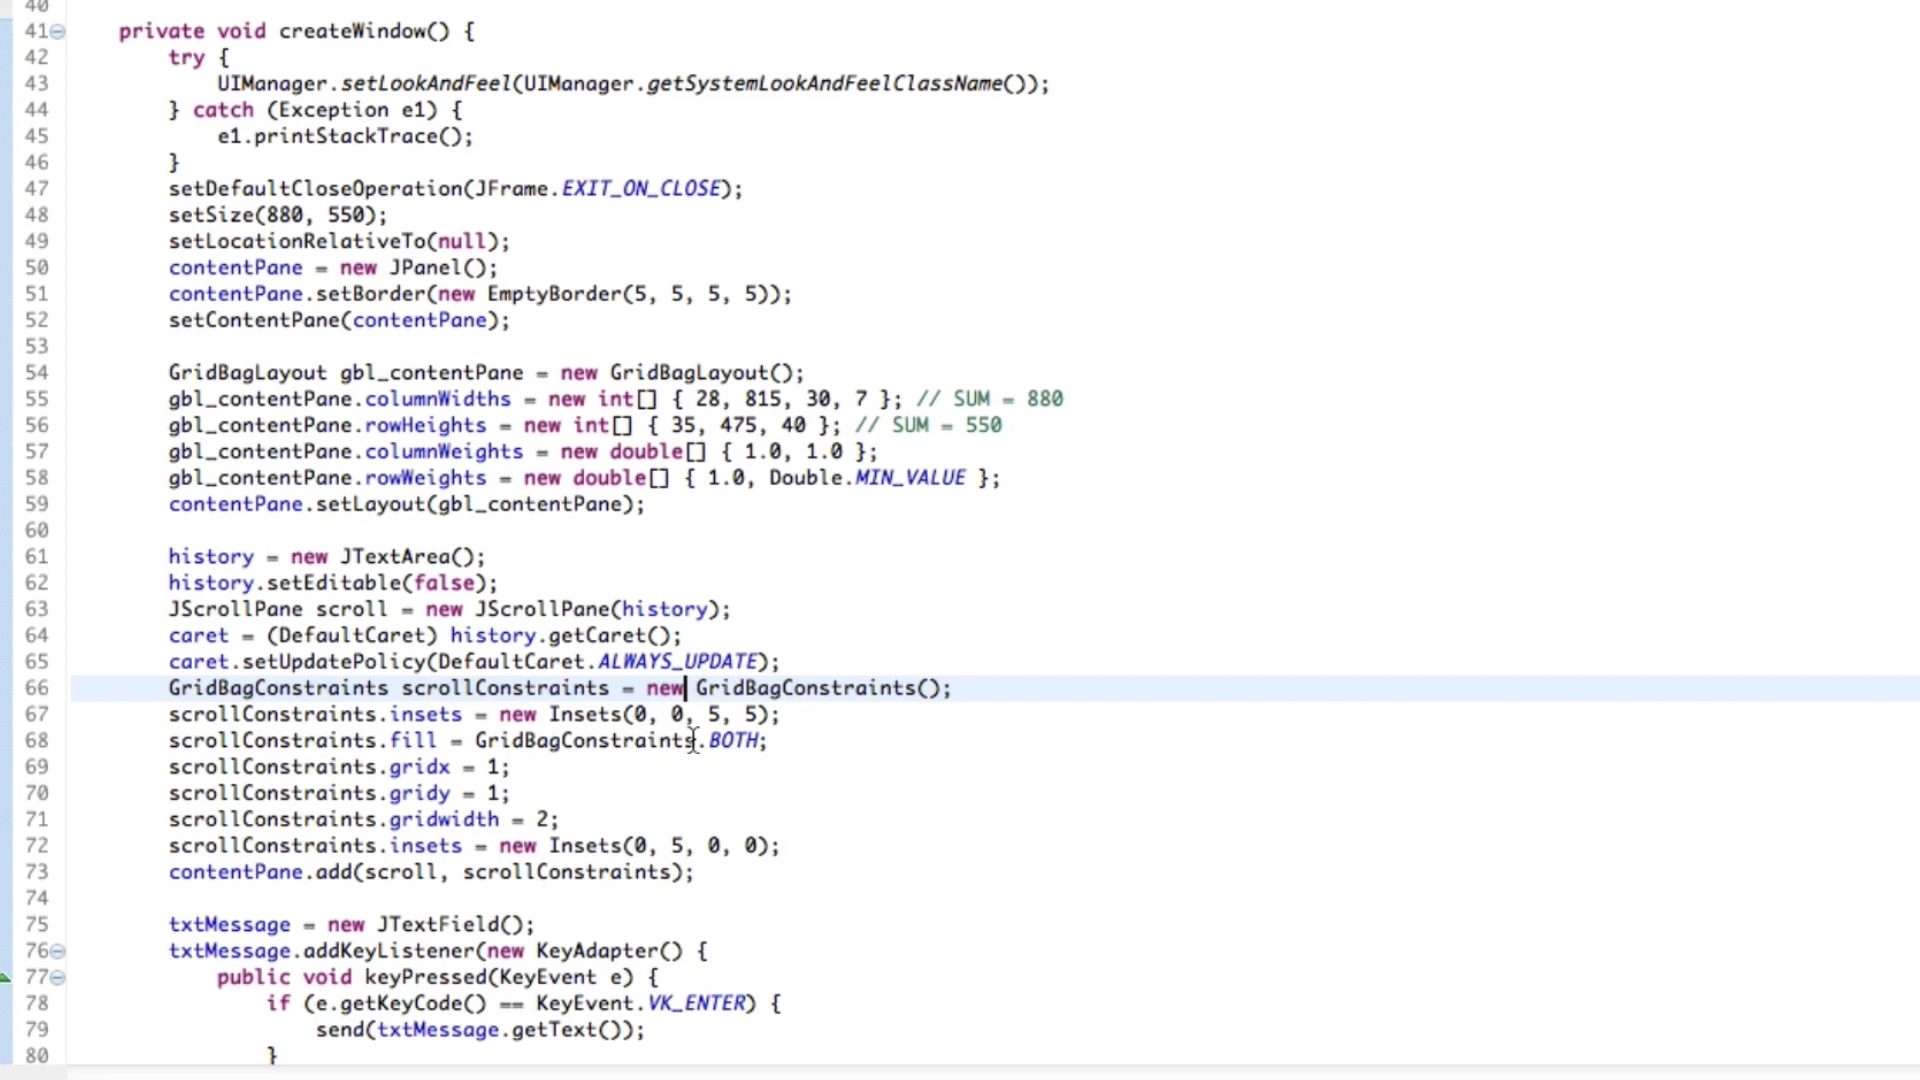 40
41 private void createWindow() {
42 try {
43 UIManager.setLookAndFeel(UIManager.getSystemLookAndFeelClassName());
44 } catch (Exception e1) {
45 e1.printStackTrace();
46 }
47 setDefaultCloseOperation(JFrame.EXIT_ON_CLOSE);
48 setSize(880, 550);
49 setLocationRelativeTo(null);
50 contentPane = new JPanel();
51 contentPane.setBorder(new EmptyBorder(5, 5, 5, 5));
52 setContentPane(contentPane);
53
54 GridBagLayout gbl_contentPane = new GridBagLayout();
55 gbl_contentPane.columnWidths = new int[] { 28, 815, 30, 7 }; // SUM = 880
56 gbl_contentPane.rowHeights = new int[] { 35, 475, 40 }; // SUM = 550
57 gbl_contentPane.columnWeights = new double[] { 1.0, 1.0 };
58 gbl_contentPane.rowWeights = new double[] { 1.0, Double.MIN_VALUE };
59 contentPane.setLayout(gbl_contentPane);
60
61 history = new JTextArea();
62 history.setEditable(false);
63 JScrollPane scroll = new JScrollPane(history);
64 caret = (DefaultCaret) history.getCaret();
65 caret.setUpdatePolicy(DefaultCaret.ALWAYS_UPDATE);
66 GridBagConstraints scrollConstraints = new GridBagConstraints();
67 scrollConstraints.insets = new Insets(0, 0, 5, 5);
68 scrollConstraints.fill = GridBagConstraints.BOTH;
69 scrollConstraints.gridx = 1;
70 scrollConstraints.gridy = 1;
71 scrollConstraints.gridwidth = 2;
72 scrollConstraints.insets = new Insets(0, 5, 0, 0);
73 contentPane.add(scroll, scrollConstraints);
74
75 txtMessage = new JTextField();
76 txtMessage.addKeyListener(new KeyAdapter() {
77 public void keyPressed(KeyEvent e) {
78 if (e.getKeyCode() == KeyEvent.VK_ENTER) {
79 send(txtMessage.getText());
80 }